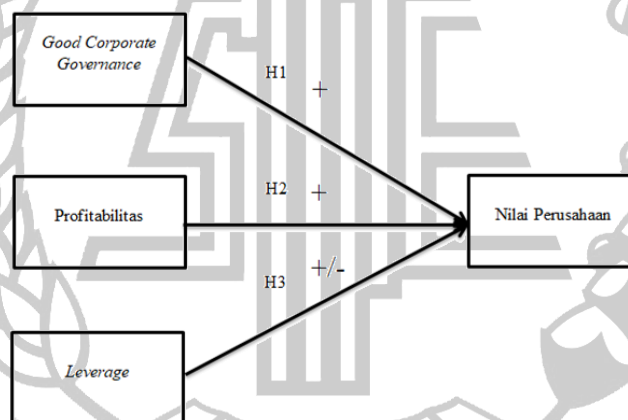 Good Corporate
Governance
H1
+
H2
+
Profitabilitas
Nilai Perusahaan
+/-
H3
Leverage